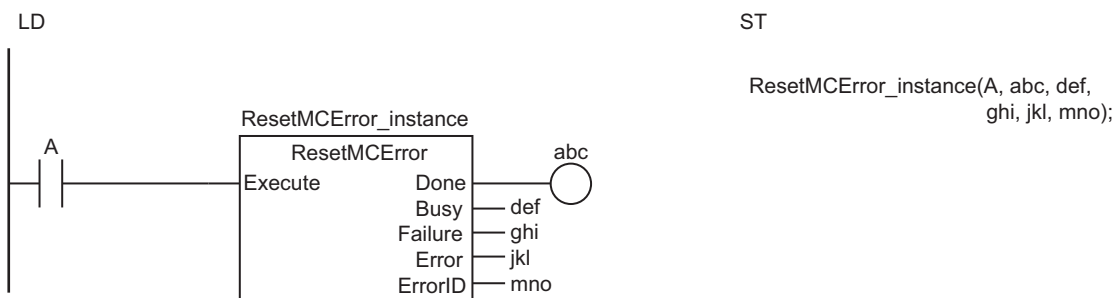 LD
ST
ResetMCError_instance(A, abc, def,
ghi, jkl, mno);
ResetMCError_instance
A
ResetMCError
abc
Execute
Done
Busy
def
Failure
ghi
Error
jkl
ErrorID
mno